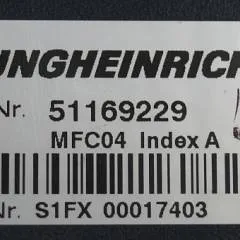 UNGHEINRICH
Nr. 51169229
MFC04 Index A
Nr. S1FX 00017403